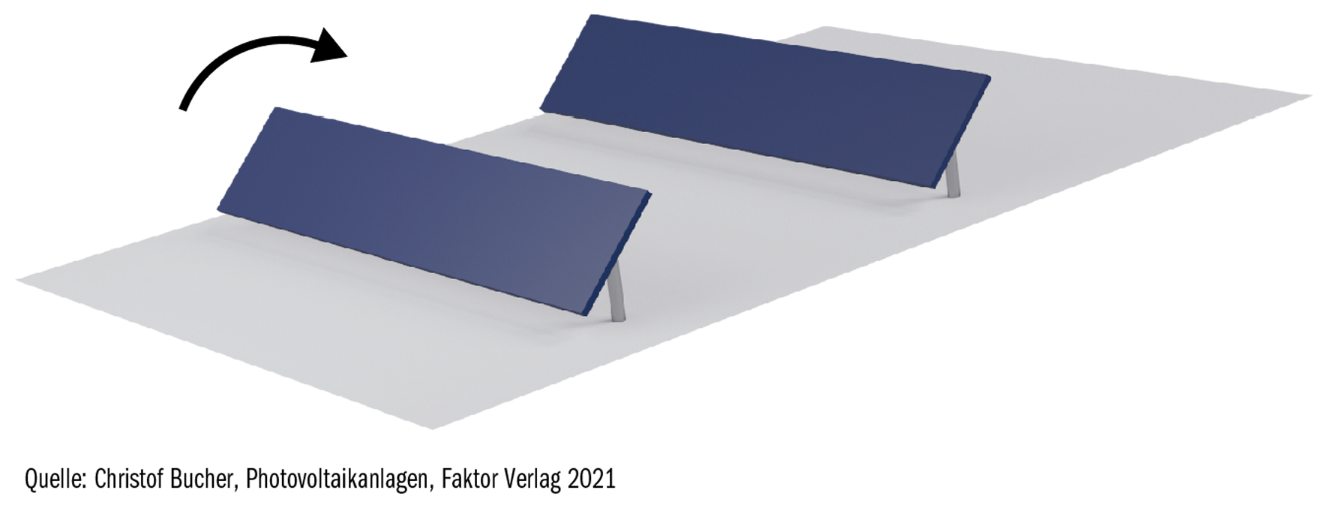 Quelle: Christof Bucher, Photovoltaikanlagen, Faktor Verlag 2021